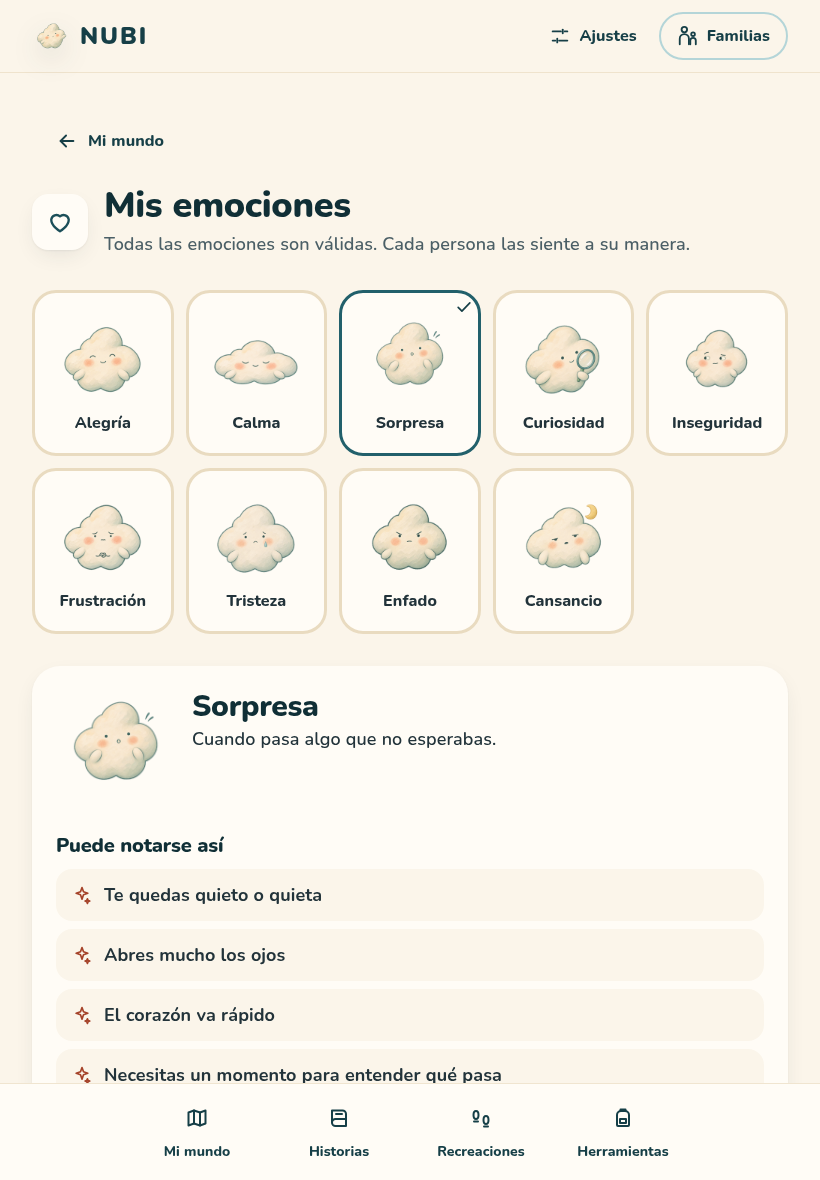 NUBI
Ajustes
Familias
Mi mundo
Mis emociones
Todas las emociones son válidas. Cada persona las siente a su manera.
Alegría
Calma
Sorpresa
Curiosidad
Inseguridad
Frustración
Tristeza
Enfado
Cansancio
Sorpresa
Cuando pasa algo que no esperabas.
Puede notarse así
Te quedas quieto o quieta
Abres mucho los ojos
El corazón va rápido
Necesitas un momento para entender qué pasa
Mi mundo
Historias
Recreaciones
Herramientas